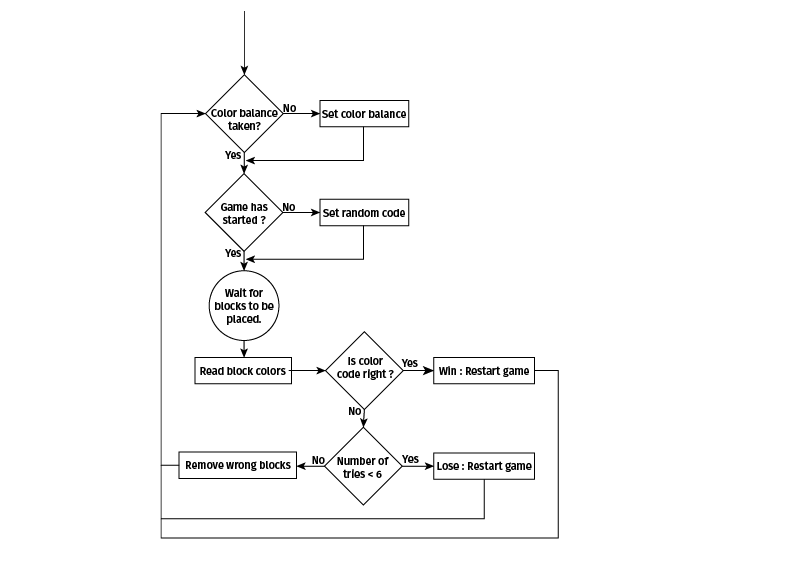 Color balance
taken?
No
Set color balance
Yes
Game has
started ?
No
Set random code
Yes
Wait for
blocks to be
placed.
Read block colors
Is color
code right ?
Yes
Win : Restart game
No
Remove wrong blocks
No
Number of
tries < 6
Yes
Lose : Restart game